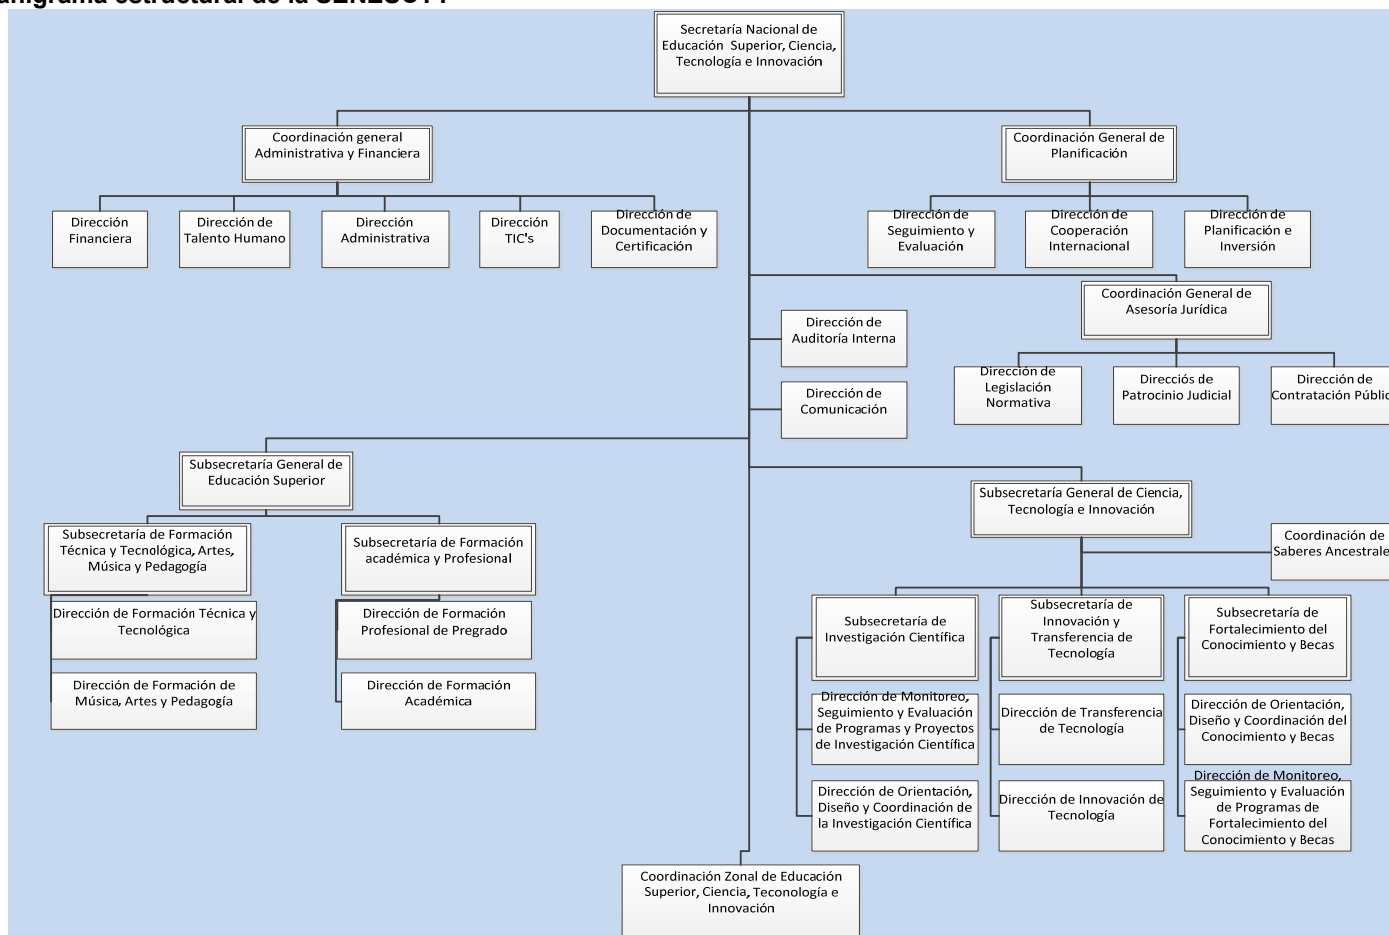 Secretaría Nacional de
Educación Superior, Ciencia,
Tecnología e Innovación
Coordinación general
Administrativa y Financiera
Coordinación General de
Planificación
Dirección
Financiera
Dirección de
Talento Humano
Dirección
Administrativa
Dirección
TIC's
Dirección de
Documentación y
Certificación
Dirección de
Seguimiento y
Evaluación
Dirección de
Cooperación
Internacional
Dirección de
Planificación e
Inversión
Coordinación General de
Asesoría Jurídica
Dirección de
Auditoría Interna
Dirección de
Legislación
Normativa
Direcciós de
Patrocinio Judicial
Dirección de
Contratación Públic
Dirección de
Comunicación
Subsecretaría General de
Educación Superior
Subsecretaría General de Ciencia,
Tecnología e Innovación
Subsecretaría de Formación
Técnica y Tecnológica, Artes,
Música y Pedagogía
Subsecretaría de Formación
académica y Profesional
Coordinación de
Saberes Ancestrale
Dirección de Formación Técnica y
Tecnológica
Dirección de Formación
Profesional de Pregrado
Subsecretaría de
Investigación Científica
Subsecretaría de
Innovación y
Transferencia de
Tecnología
Subsecretaría de
Fortalecimiento del
Conocimiento y Becas
Dirección de Formación de
Música, Artes y Pedagogía
Dirección de Formación
Académica
Dirección de Monitoreo,
Seguimiento y Evaluación
de Programas y Proyectos
de Investigación Científica
Dirección de Transferencia
de Tecnología
Dirección de Orientación,
Diseño y Coordinación del
Conocimiento y Becas
Dirección de Orientación,
Diseño y Coordinación de
la Investigación Científica
Dirección de Innovación de
Tecnología
Dirección de Monitoreo,
Seguimiento y Evaluación
de Programas de
Fortalecimiento del
Conocimiento y Becas
Coordinación Zonal de Educación
Superior, Ciencia, Teconología e
Innovación